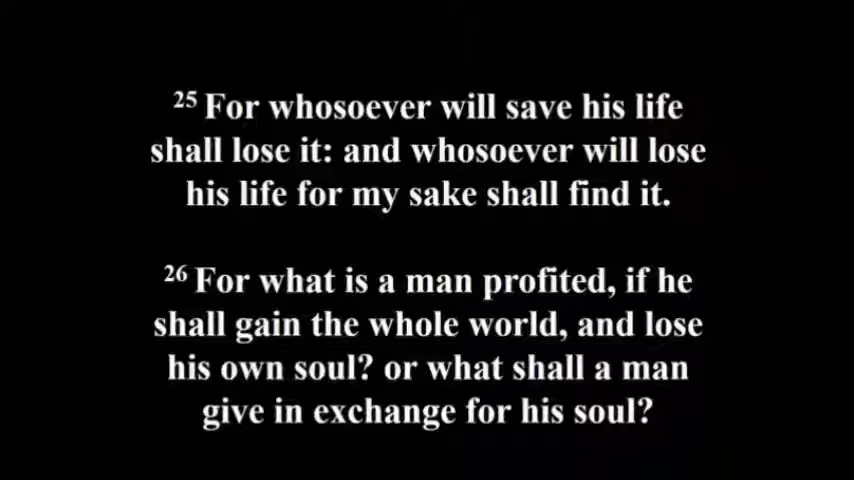 25 For whosoever will save his life
shall lose it: and whosoever will lose
his life for my sake shall find it.
26 For what is a man profited, if he
shall gain the whole world, and lose
his own soul? or what shall a man
give in exchange for his soul?